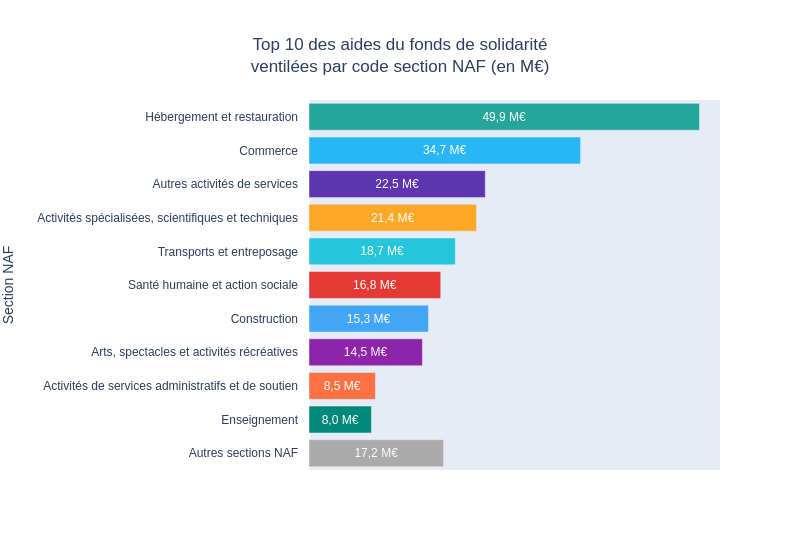 Top 10 des aides du fonds de solidarité
ventilées par code section NAF (en M€)
Section NAF
Hébergement et restauration 49,9 M€
Commerce 34,7 M€
Autres activités de services 22,5 M€
Activités spécialisées, scientifiques et techniques 21,4 M€
Transports et entreposage 18,7 M€
Santé humaine et action sociale 16,8 M€
Construction 15,3 M€
Arts, spectacles et activités récréatives 14,5 M€
Activités de services administratifs et de soutien 8,5 M€
Enseignement 8,0 M€
Autres sections NAF 17,2 M€